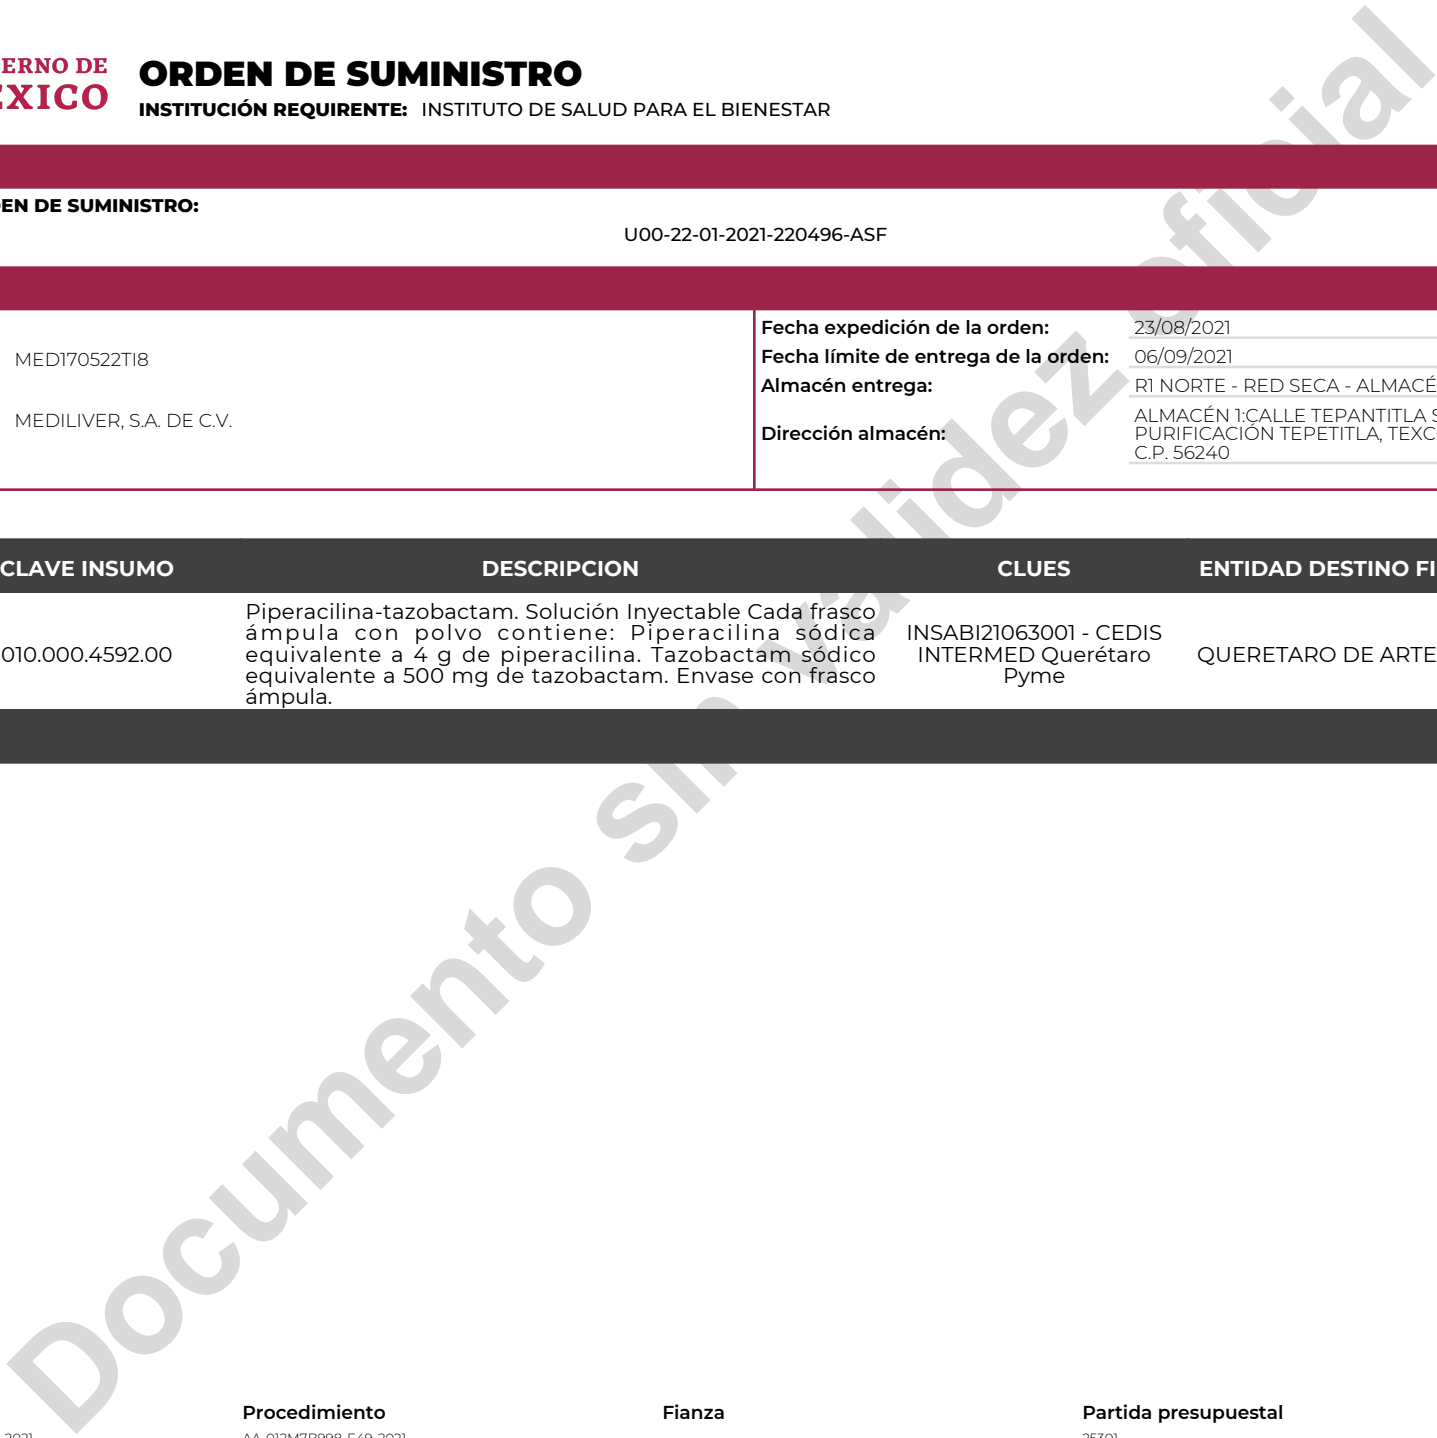 ERNO DE
EXICO
ORDEN DE SUMINISTRO
INSTITUCIÓN REQUIRENTE: INSTITUTO DE SALUD PARA EL BIENESTAR
EN DE SUMINISTRO:
U00-22-01-2021-220496-ASF
MED170522TI8
MEDILIVER, S.A. DE C.V.
Fecha expedición de la orden: 23/08/2021
Fecha límite de entrega de la orden: 06/09/2021
Almacén entrega: R1 NORTE - RED SECA - ALMACÉ
Dirección almacén:
ALMACÉN 1:CALLE TEPANTITLA S
PURIFICACIÓN TEPETITLA, TEXC
C.P. 56240
CLAVE INSUMO DESCRIPCION CLUES ENTIDAD DESTINO FI
010.000.4592.00
Piperacilina-tazobactam. Solución Inyectable Cada frasco
ámpula con polvo contiene: Piperacilina sódica
equivalente a 4 g de piperacilina. Tazobactam sódico
equivalente a 500 mg de tazobactam. Envase con frasco
ámpula.
INSABI21063001 - CEDIS
INTERMED Querétaro
Pyme
QUERETARO DE ARTE
Documento sin validez oficial
Procedimiento Fianza Partida presupuestal
2021 AA-012M7B998-E49-2021 25301